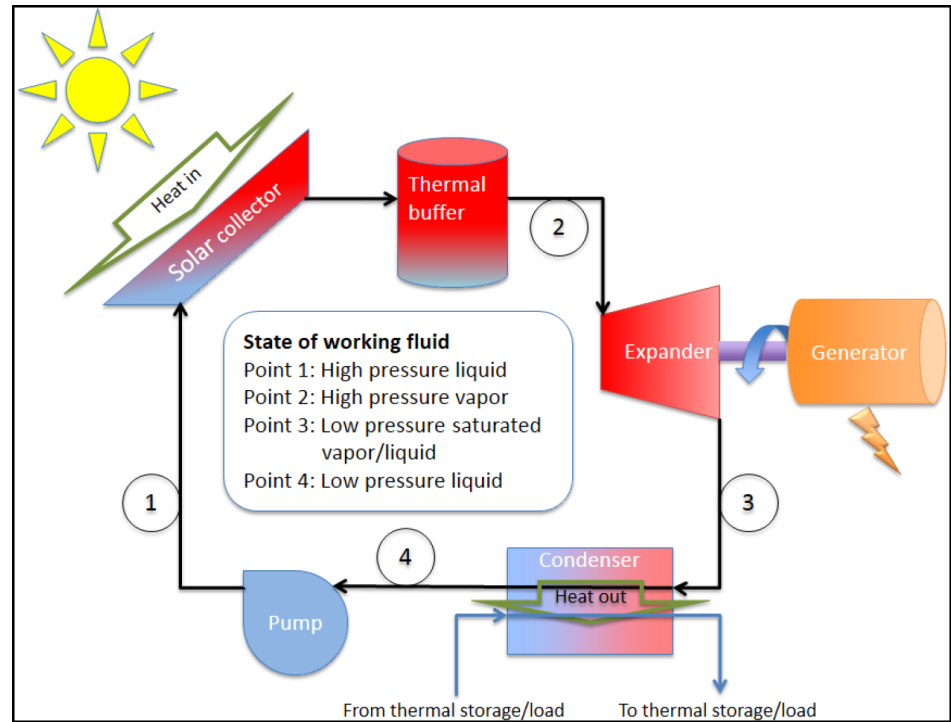 Heat in
Solar collector
Thermal
buffer
2
Expander
Generator
State of working fluid
Point 1: High pressure liquid
Point 2: High pressure vapor
Point 3: Low pressure saturated
vapor/liquid
Point 4: Low pressure liquid
1
3
4
Condenser
Heat out
Pump
From thermal storage/load
To thermal storage/load